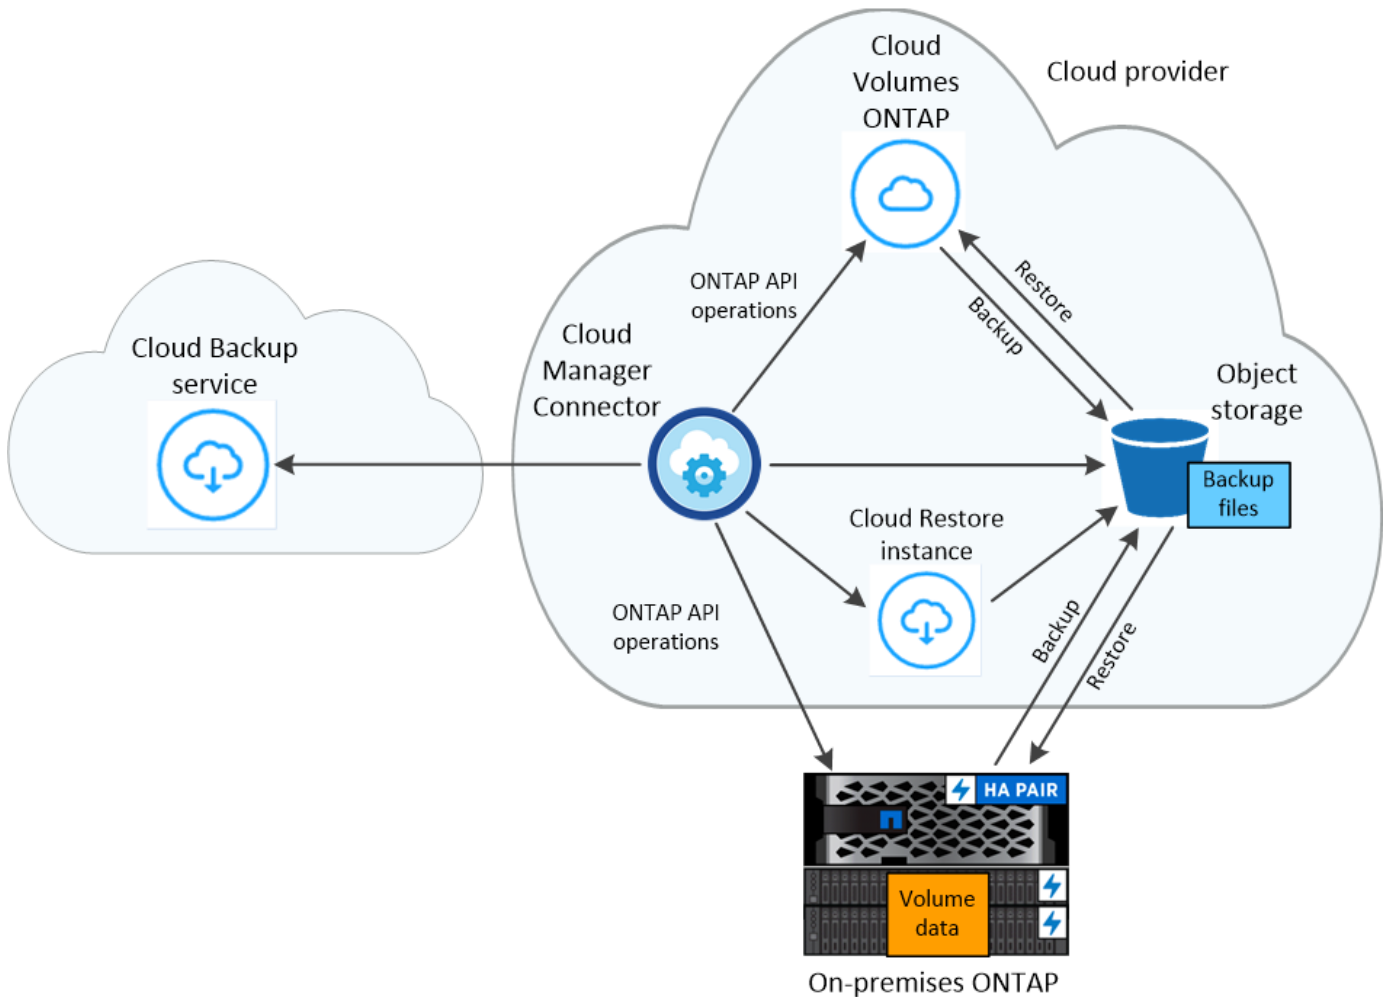 Cloud
Volumes
ONTAP
Cloud provider
ONTAP API
operations
Restore
Backup
Cloud
Manager
Connector
Cloud Backup
service
Object
storage
Backup
files
Cloud Restore
instance
ONTAP API
operations
Backup
Restore
HA PAIR
Volume
data
On-premises ONTAP